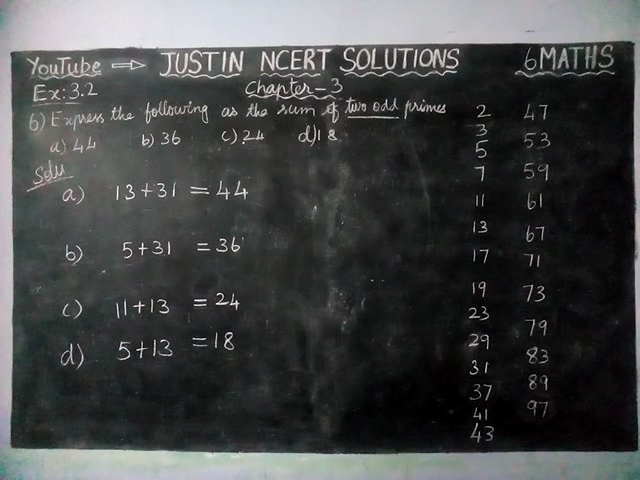 YouTube ⇒ JUSTIN NCERT SOLUTIONS 6 MATHS
Ex: 3.2 Chapter-3
6) Express the following as the sum of two odd primes
a) 44 b) 36 c) 24 d) 18
Solu
a) 13+31 = 44
b) 5+31 = 36
c) 11+13 = 24
d) 5+13 = 18
2 47
3 53
5 59
7 61
11 67
13 71
17 73
19 79
23 83
29 89
31 97
37
41
43